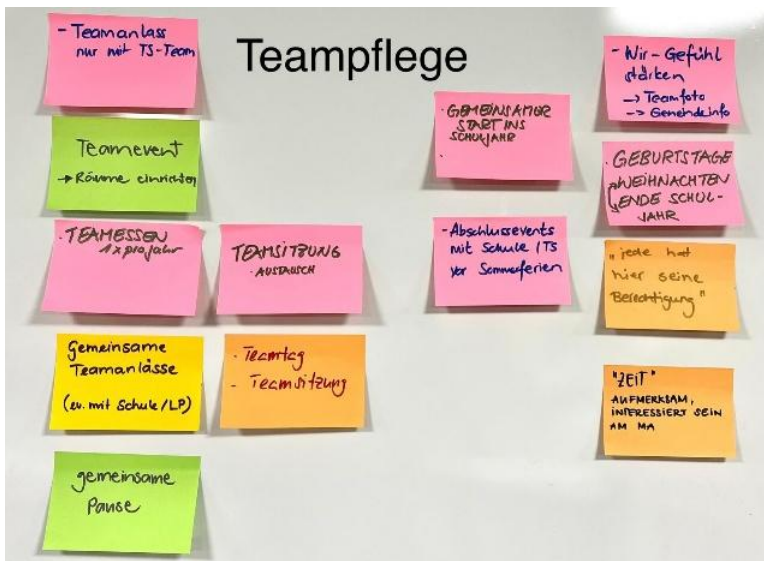 Teampflege
- Teamanlass
nur mit TS-Team
Teamevent
→ Räume einrichten
· TEAMESSEN
1 x pro Jahr
TEAMSITZUNG
· AUSTAUSCH
Gemeinsame
Teamanlässe
(ev. mit Schule/LP)
· Teamtag
- Teamsitzung
gemeinsame
Pause
· GEMEINSAMER
START INS
SCHULJAHR
- Abschlussevents
mit Schule / TS
vor Sommerferien
- Wir-Gefühl
stärken
→ Teamfoto
→ Gemeindeinfo
· GEBURTSTAGE
WEIHNACHTEN
ENDE SCHUL-
JAHR
"jede hat
hier seine
Berechtigung"
"ZEIT"
AUFMERKSAM,
INTERESSIERT SEIN
AM MA